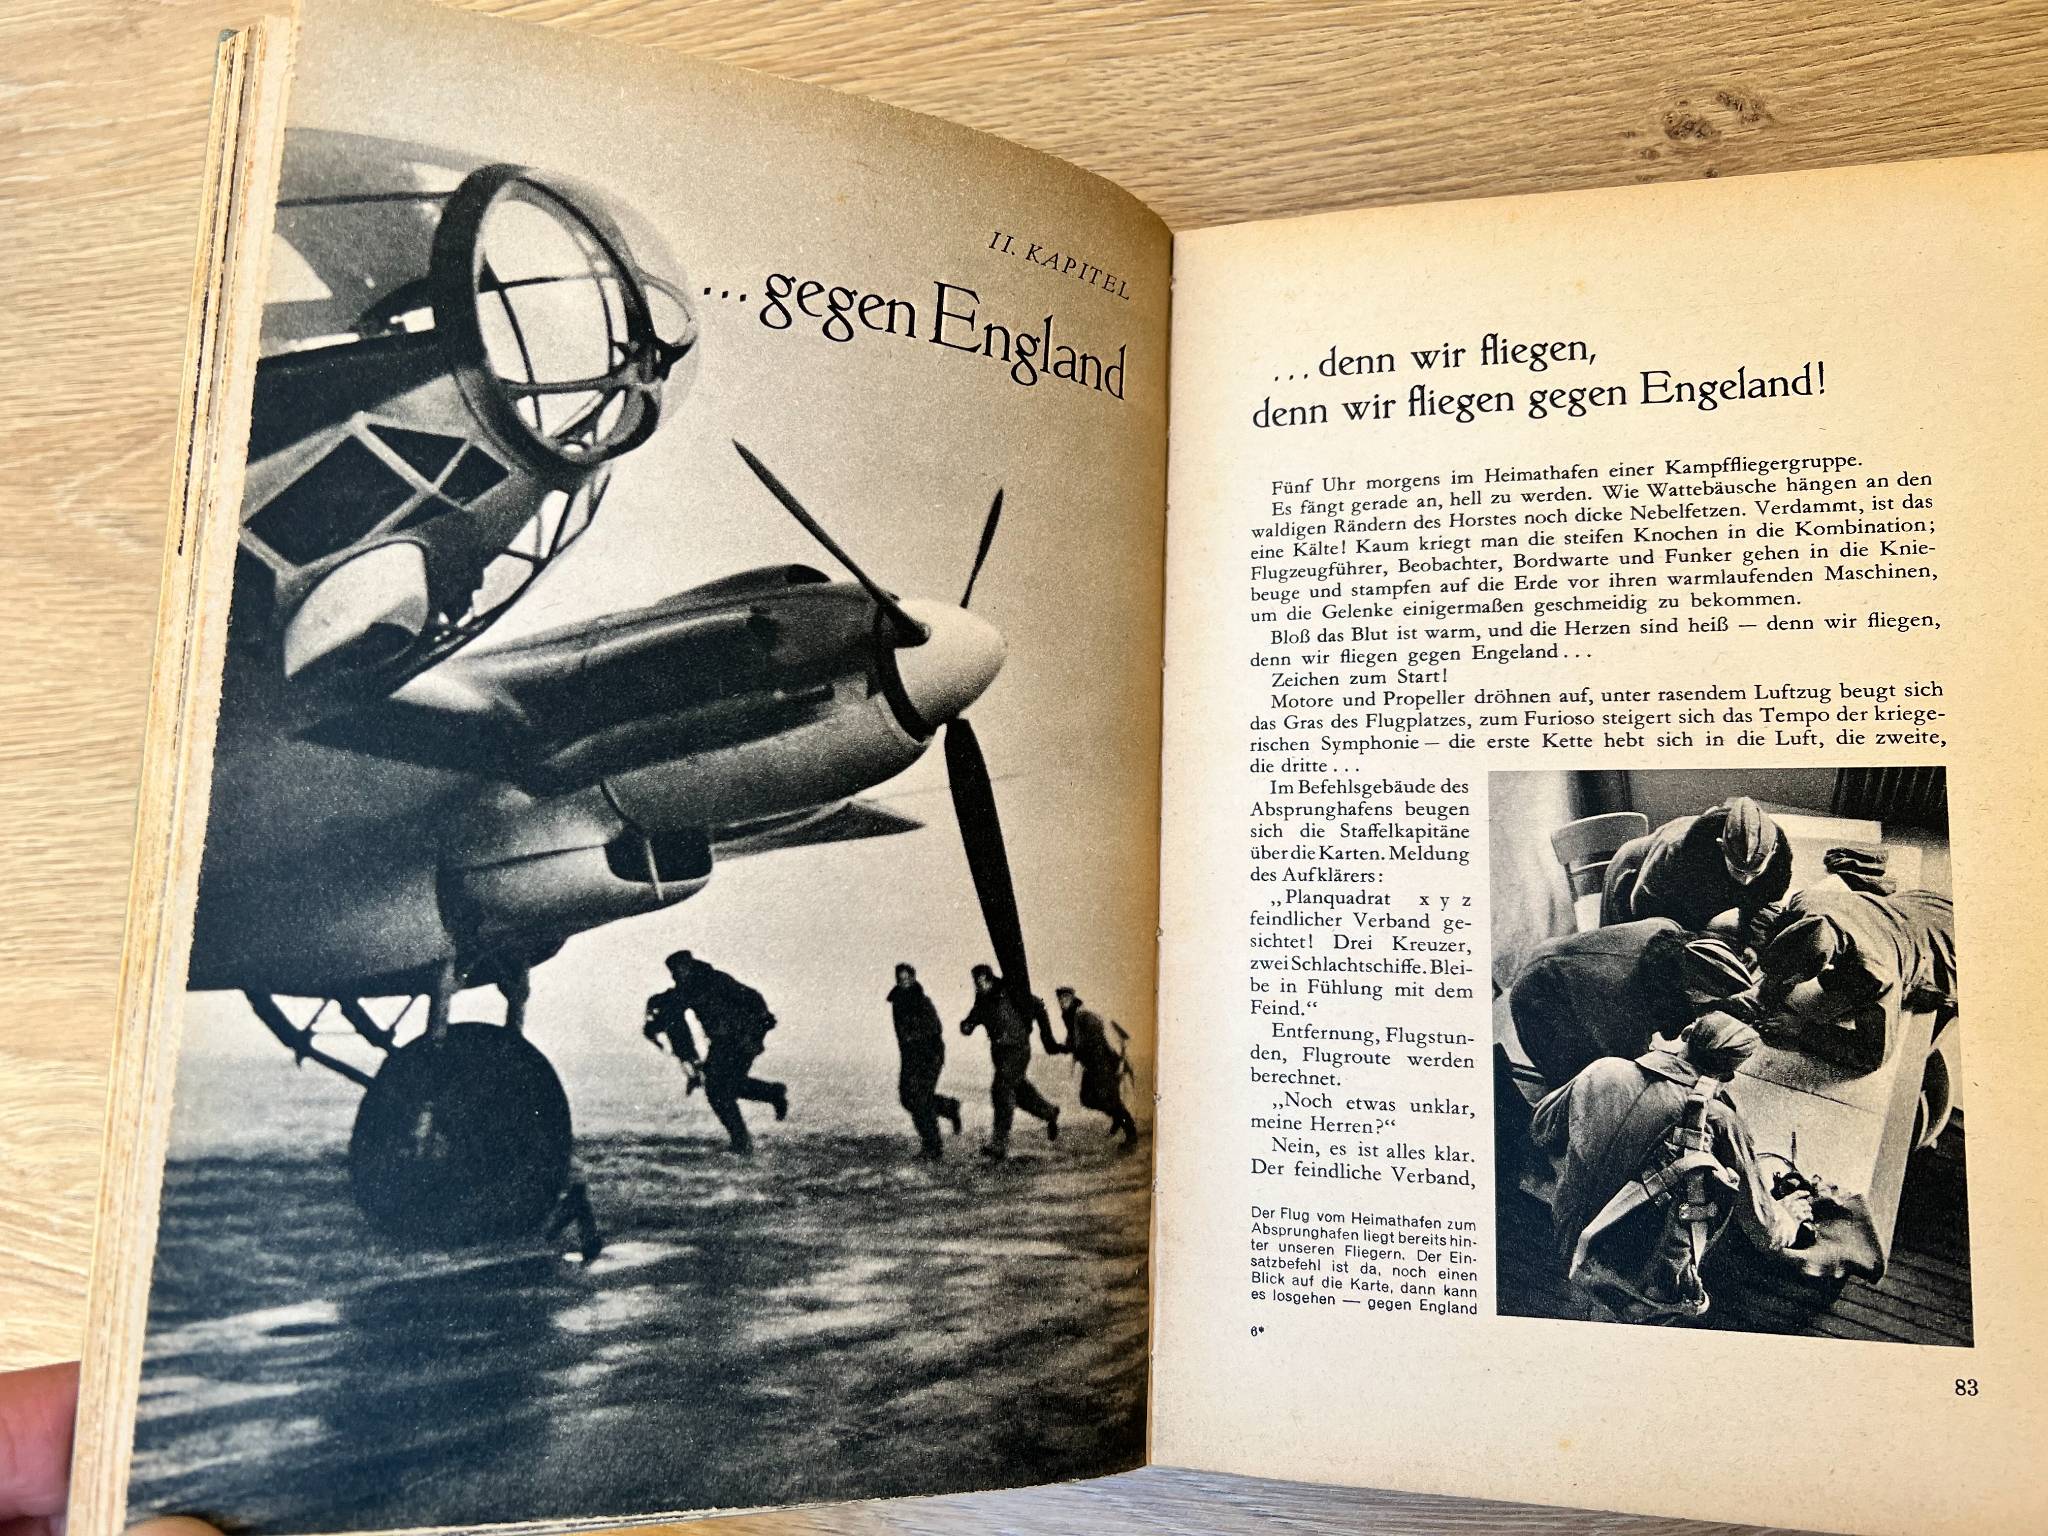 II. KAPITEL
... gegen England
... denn wir fliegen,
denn wir fliegen gegen Engeland!
Fünf Uhr morgens im Heimathafen einer Kampffliegergruppe.
Es fängt gerade an, hell zu werden. Wie Wattebäusche hängen an den
waldigen Rändern des Horstes noch dicke Nebelfetzen. Verdammt, ist das
eine Kälte! Kaum kriegt man die steifen Knochen in die Kombination;
Flugzeugführer, Beobachter, Bordwarte und Funker gehen in die Knie-
beuge und stampfen auf die Erde vor ihren warmlaufenden Maschinen,
um die Gelenke einigermaßen geschmeidig zu bekommen.
Bloß das Blut ist warm, und die Herzen sind heiß — denn wir fliegen,
denn wir fliegen gegen Engeland...
Zeichen zum Start!
Motore und Propeller dröhnen auf, unter rasendem Luftzug beugt sich
das Gras des Flugplatzes, zum Furioso steigert sich das Tempo der kriege-
rischen Symphonie — die erste Kette hebt sich in die Luft, die zweite,
die dritte...
Im Befehlsgebäude des
Absprunghafens beugen
sich die Staffelkapitäne
über die Karten. Meldung
des Aufklärers:
„Planquadrat x y z
feindlicher Verband ge-
sichtet! Drei Kreuzer,
zwei Schlachtschiffe. Blei-
be in Fühlung mit dem
Feind.“
Entfernung, Flugstun-
den, Flugroute werden
berechnet.
„Noch etwas unklar,
meine Herren?“
Nein, es ist alles klar.
Der feindliche Verband,
Der Flug vom Heimathafen zum
Absprunghafen liegt bereits hin-
ter unseren Fliegern. Der Ein-
satzbefehl ist da, noch einen
Blick auf die Karte, dann kann
es losgehen — gegen England
6*
83